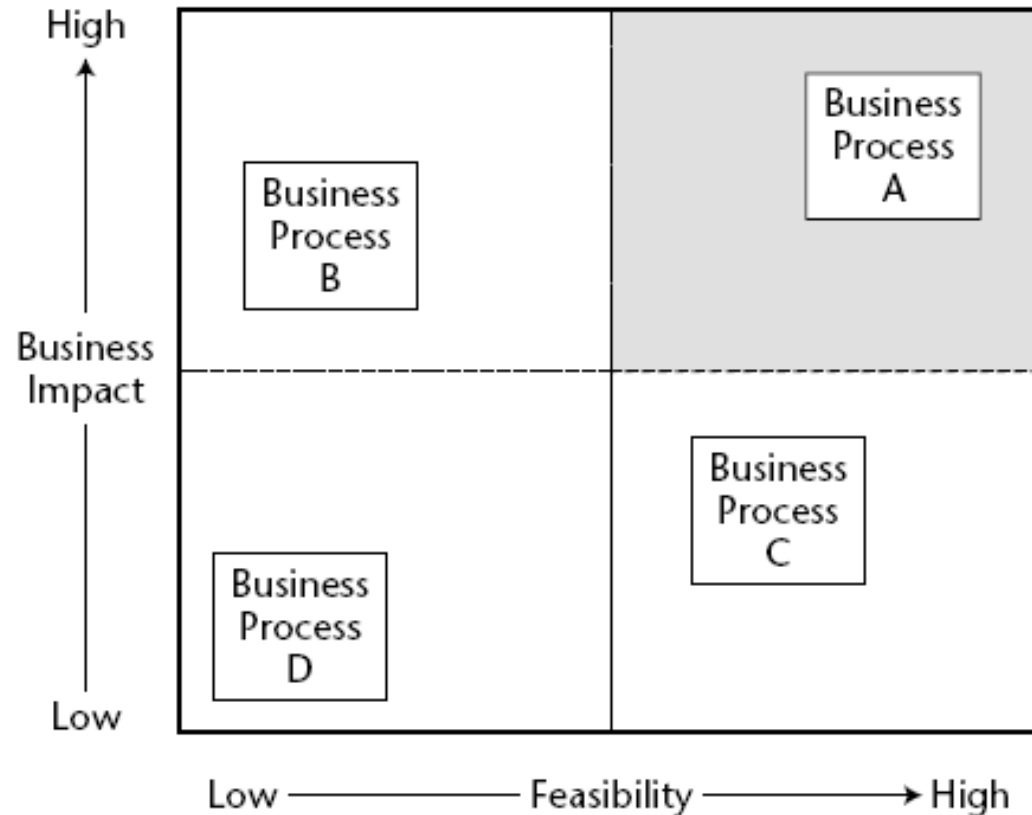 High
Business
Process
A
Business
Process
B
Business
Impact
Business
Process
C
Business
Process
D
Low
Low Feasibility High